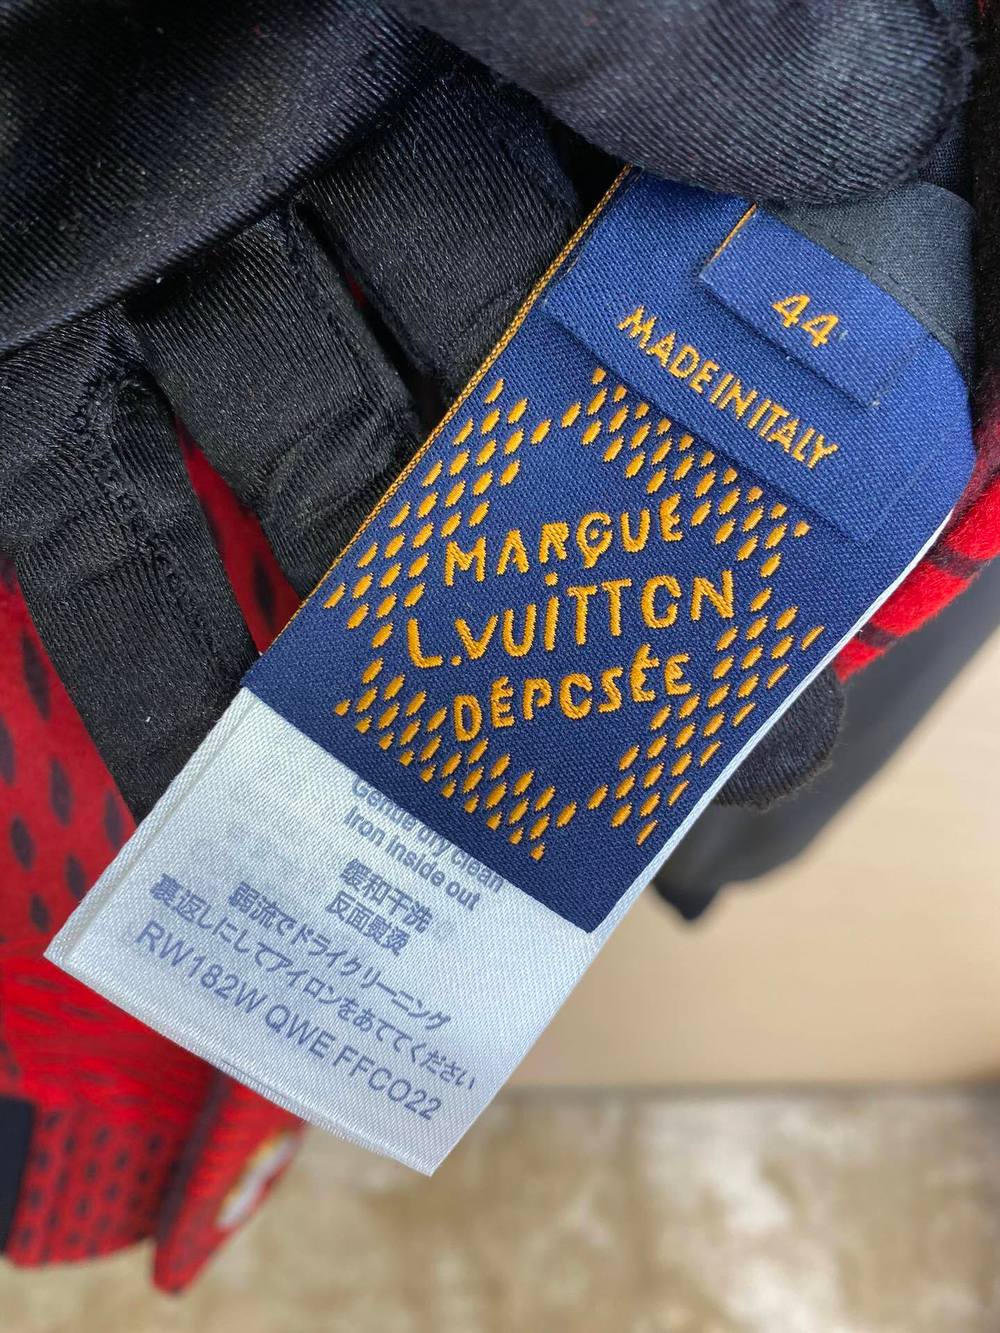 44
MADE IN ITALY
MARQUE
L.VUITTON
DÉPOSÉE
Gentle dry clean
Iron inside out
緩和干洗
反面熨烫
弱流でドライクリーニング
裏返しにしてアイロンをあててください
RW182W QWE FFCO22